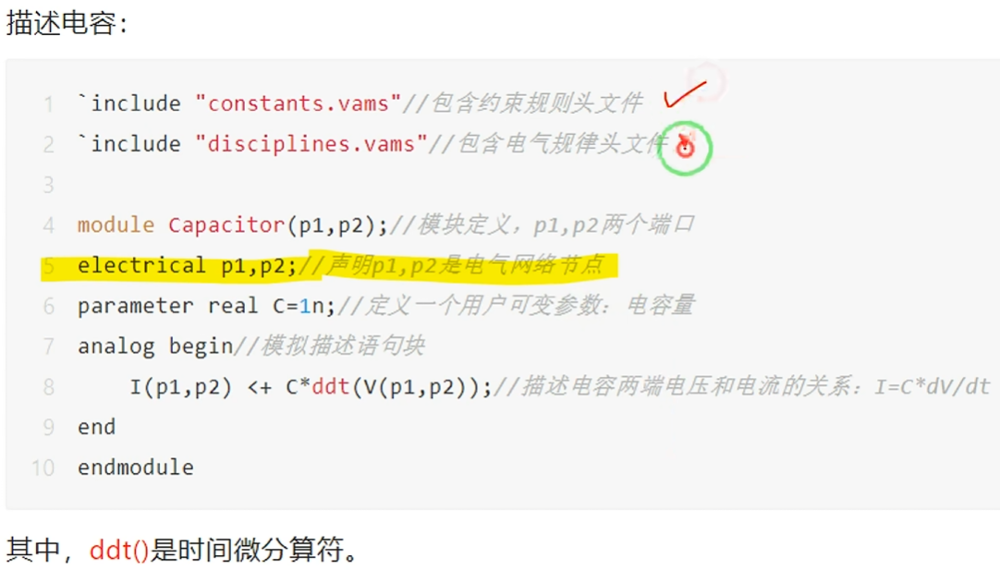 描述电容：
1 `include "constants.vams"//包含约束规则头文件
2 `include "disciplines.vams"//包含电气规律头文件
3
4 module Capacitor(p1,p2);//模块定义，p1,p2两个端口
5 electrical p1,p2;//声明p1,p2是电气网络节点
6 parameter real C=1n;//定义一个用户可变参数：电容量
7 analog begin//模拟描述语句块
8 I(p1,p2) <+ C*ddt(V(p1,p2));//描述电容两端电压和电流的关系：I=C*dV/dt
9 end
10 endmodule
其中，ddt()是时间微分算符。